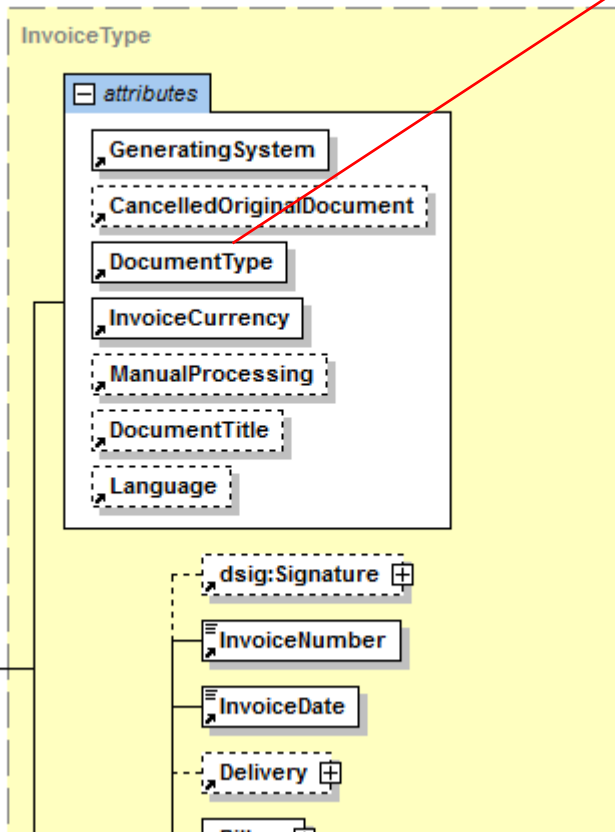 InvoiceType
attributes
GeneratingSystem
CancelledOriginalDocument
DocumentType
InvoiceCurrency
ManualProcessing
DocumentTitle
Language
dsig:Signature
InvoiceNumber
InvoiceDate
Delivery